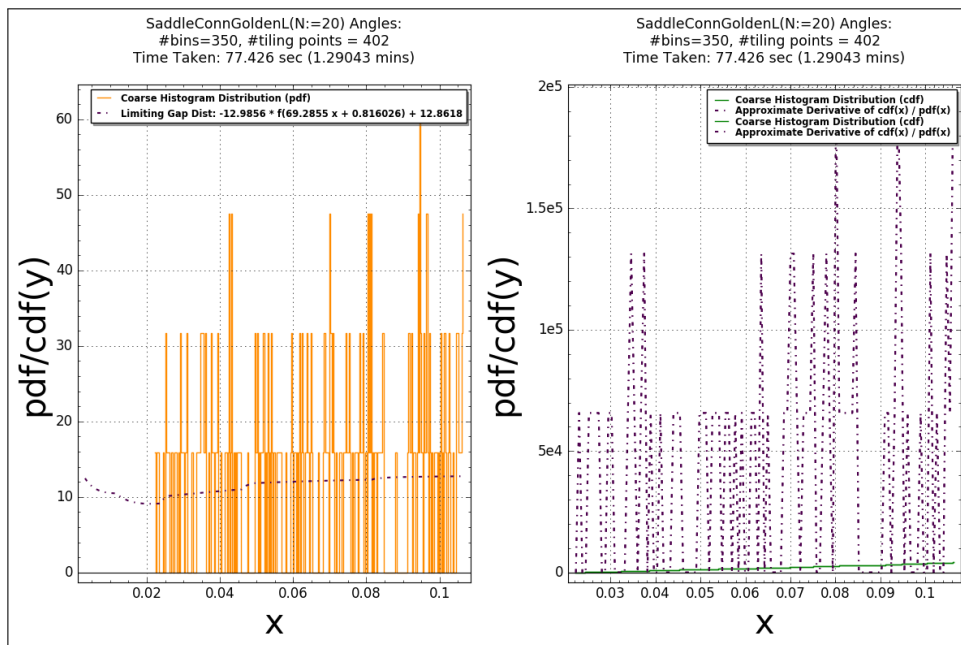 SaddleConnGoldenL(N:=20) Angles:
#bins=350, #tiling points = 402
Time Taken: 77.426 sec (1.29043 mins)
Coarse Histogram Distribution (pdf)
Limiting Gap Dist: -12.9856 * f(69.2855 x + 0.816026) + 12.8618
60
50
40
30
20
10
0
0.02
0.04
0.06
0.08
0.1
pdf/cdf(y)
x
SaddleConnGoldenL(N:=20) Angles:
#bins=350, #tiling points = 402
Time Taken: 77.426 sec (1.29043 mins)
Coarse Histogram Distribution (cdf)
Approximate Derivative of cdf(x) / pdf(x)
Coarse Histogram Distribution (cdf)
Approximate Derivative of cdf(x) / pdf(x)
2e5
1.5e5
1e5
5e4
0
0.03
0.04
0.05
0.06
0.07
0.08
0.09
0.1
pdf/cdf(y)
x